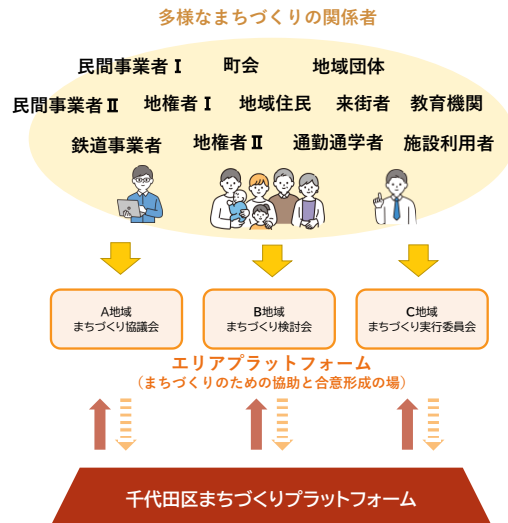 多様なまちづくりの関係者
民間事業者Ⅰ 町会 地域団体
民間事業者Ⅱ 地権者Ⅰ 地域住民 来街者 教育機関
鉄道事業者 地権者Ⅱ 通勤通学者 施設利用者
A地域
まちづくり協議会
B地域
まちづくり検討会
C地域
まちづくり実行委員会
エリアプラットフォーム
（まちづくりのための協助と合意形成の場）
千代田区まちづくりプラットフォーム